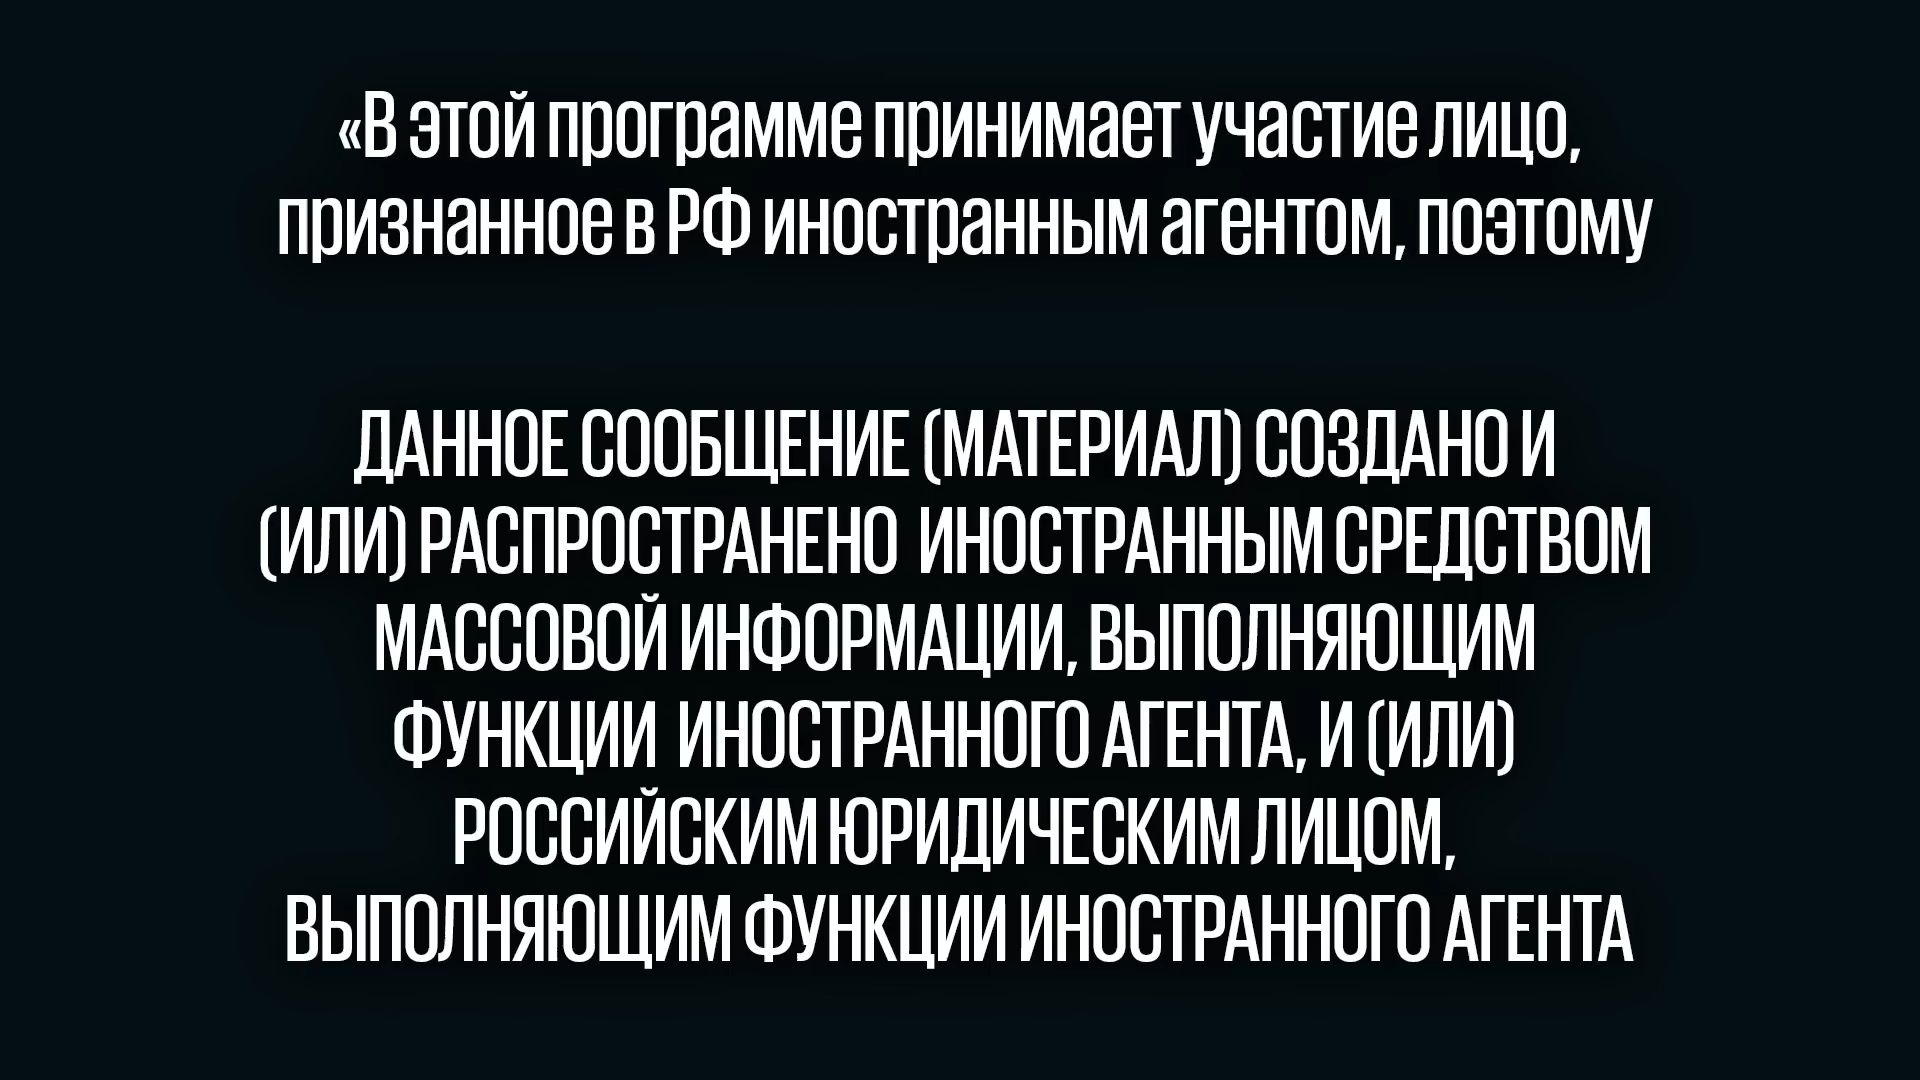 «В этой программе принимает участие лицо,
признанное в РФ иностранным агентом, поэтому
ДАННОЕ СООБЩЕНИЕ (МАТЕРИАЛ) СОЗДАНО И
(ИЛИ) РАСПРОСТРАНЕНО ИНОСТРАННЫМ СРЕДСТВОМ
МАССОВОЙ ИНФОРМАЦИИ, ВЫПОЛНЯЮЩИМ
ФУНКЦИИ ИНОСТРАННОГО АГЕНТА, И (ИЛИ)
РОССИЙСКИМ ЮРИДИЧЕСКИМ ЛИЦОМ,
ВЫПОЛНЯЮЩИМ ФУНКЦИИ ИНОСТРАННОГО АГЕНТА